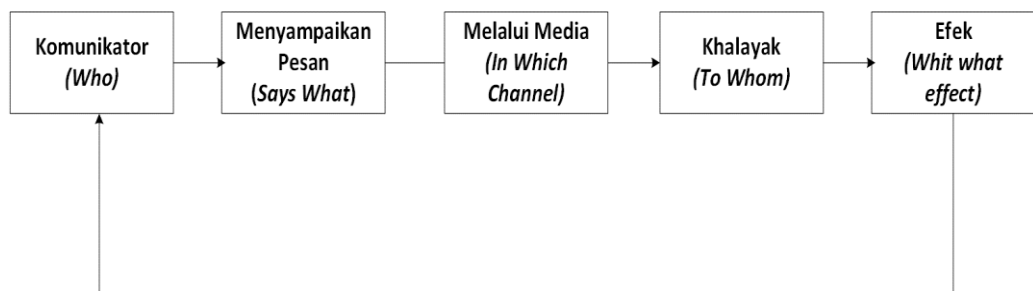 Komunikator
(Who)
Menyampaikan
Pesan
(Says What)
Melalui Media
(In Which
Channel)
Khalayak
(To Whom)
Efek
(Whit what
effect)